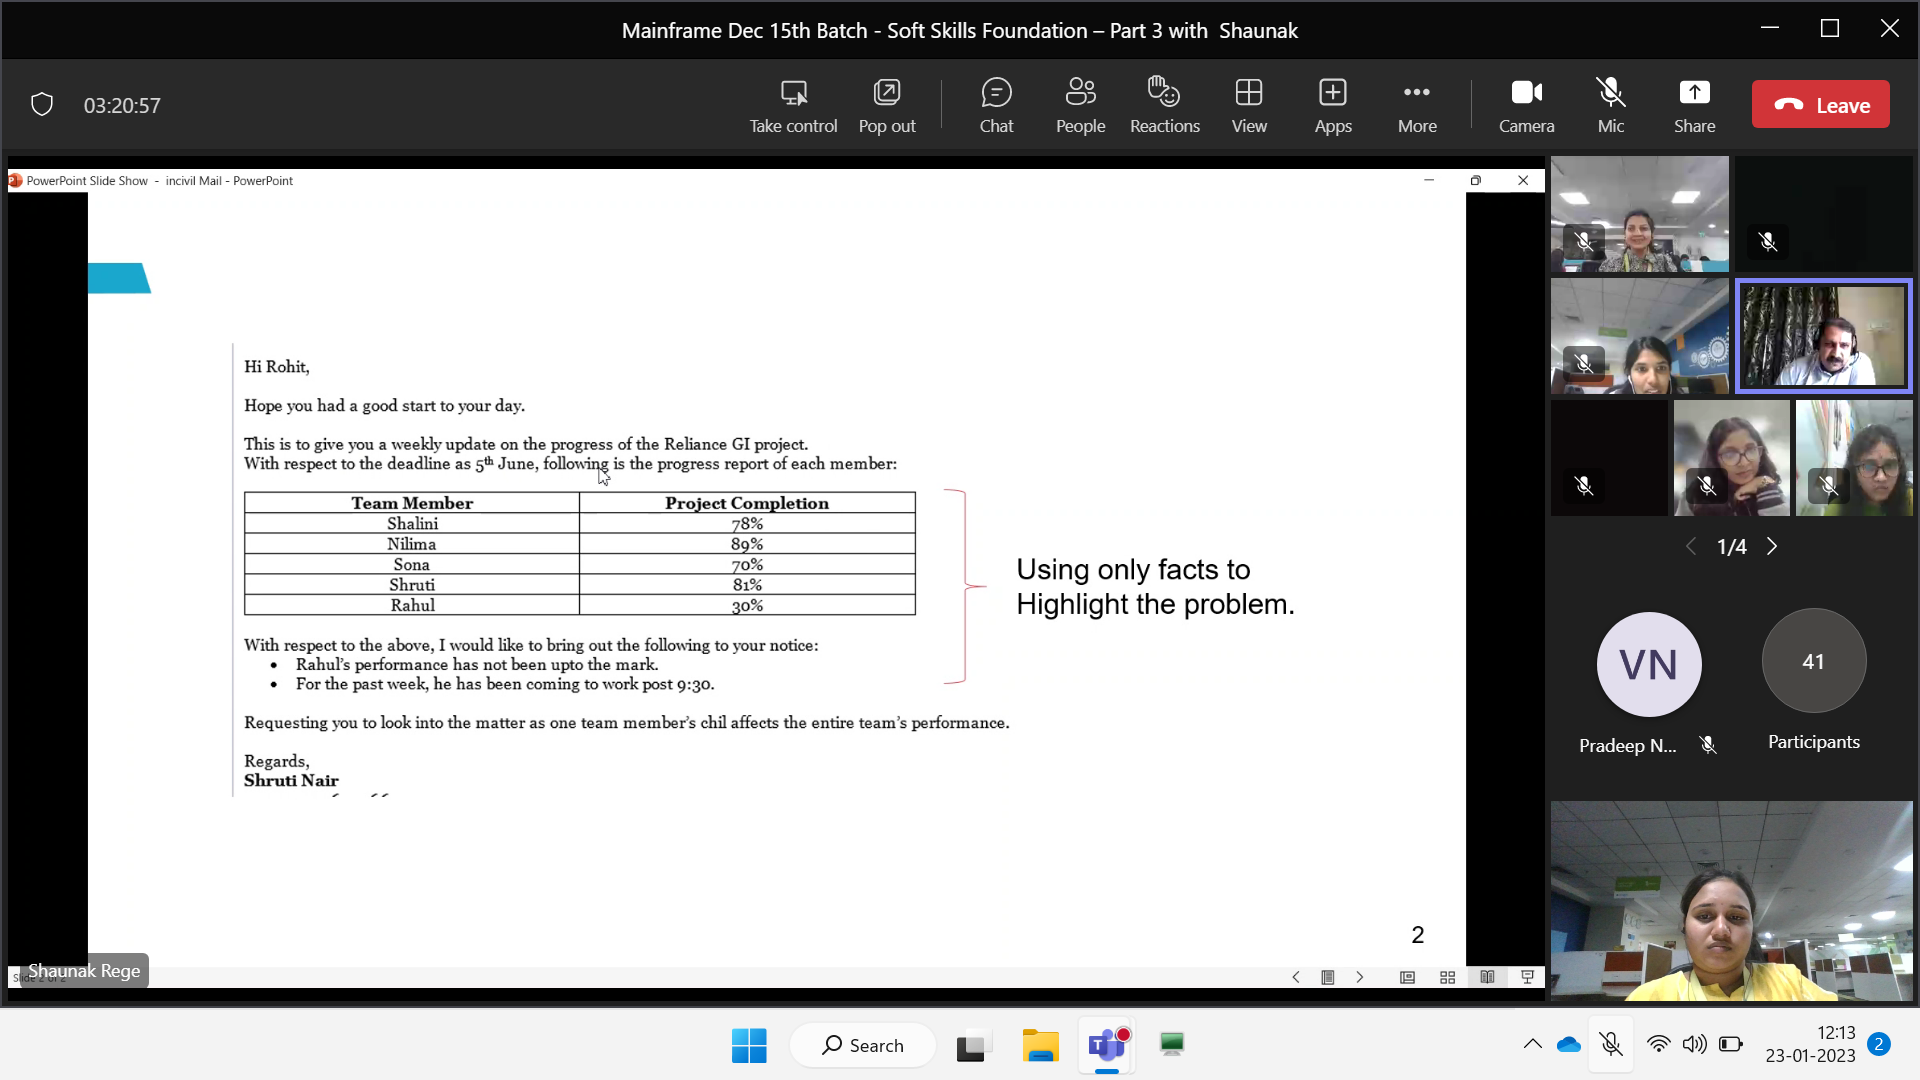 Mainframe Dec 15th Batch - Soft Skills Foundation – Part 3 with Shaunak
03:20:57
Take control
Pop out
Chat
People
Reactions
View
Apps
More
Camera
Mic
Share
Leave
PowerPoint Slide Show - incivil Mail - PowerPoint
Hi Rohit,
Hope you had a good start to your day.
This is to give you a weekly update on the progress of the Reliance GI project.
With respect to the deadline as 5th June, following is the progress report of each member:
Team Member Project Completion
Shalini 78%
Nilima 89%
Sona 70%
Shruti 81%
Rahul 30%
Using only facts to
Highlight the problem.
With respect to the above, I would like to bring out the following to your notice:
• Rahul's performance has not been upto the mark.
• For the past week, he has been coming to work post 9:30.
Requesting you to look into the matter as one team member's chil affects the entire team's performance.
Regards,
Shruti Nair
2
Shaunak Rege
1/4
VN
41
Pradeep N...
Participants
Search
12:13
23-01-2023
2